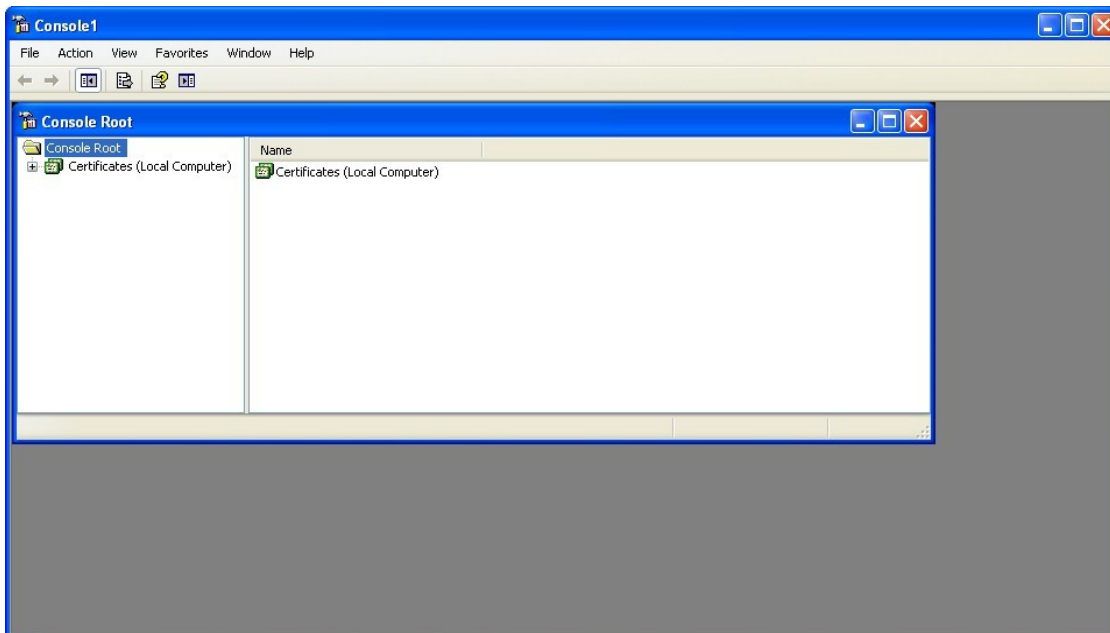 Console1
File Action View Favorites Window Help
Console Root
Console Root
Certificates (Local Computer)
Name
Certificates (Local Computer)